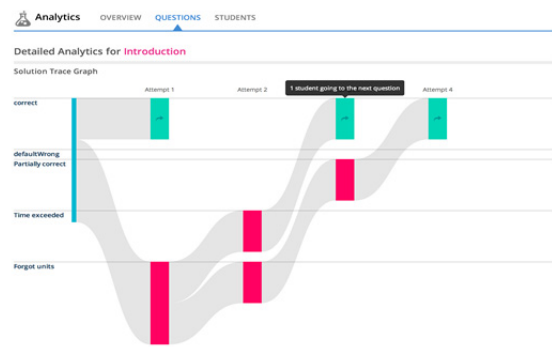 Analytics OVERVIEW QUESTIONS STUDENTS
Detailed Analytics for Introduction
Solution Trace Graph
Attempt 1 Attempt 2 1 student going to the next question Attempt 4
correct
defaultWrong
Partially correct
Time exceeded
Forgot units